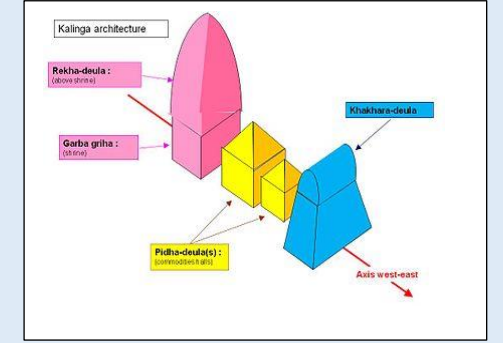 Kalinga architecture
Rekha-deula :
(above shrine)
Garba griha :
(shrine)
Khakhara-deula
Pidha-deula(s) :
(commodities halls)
Axis west-east